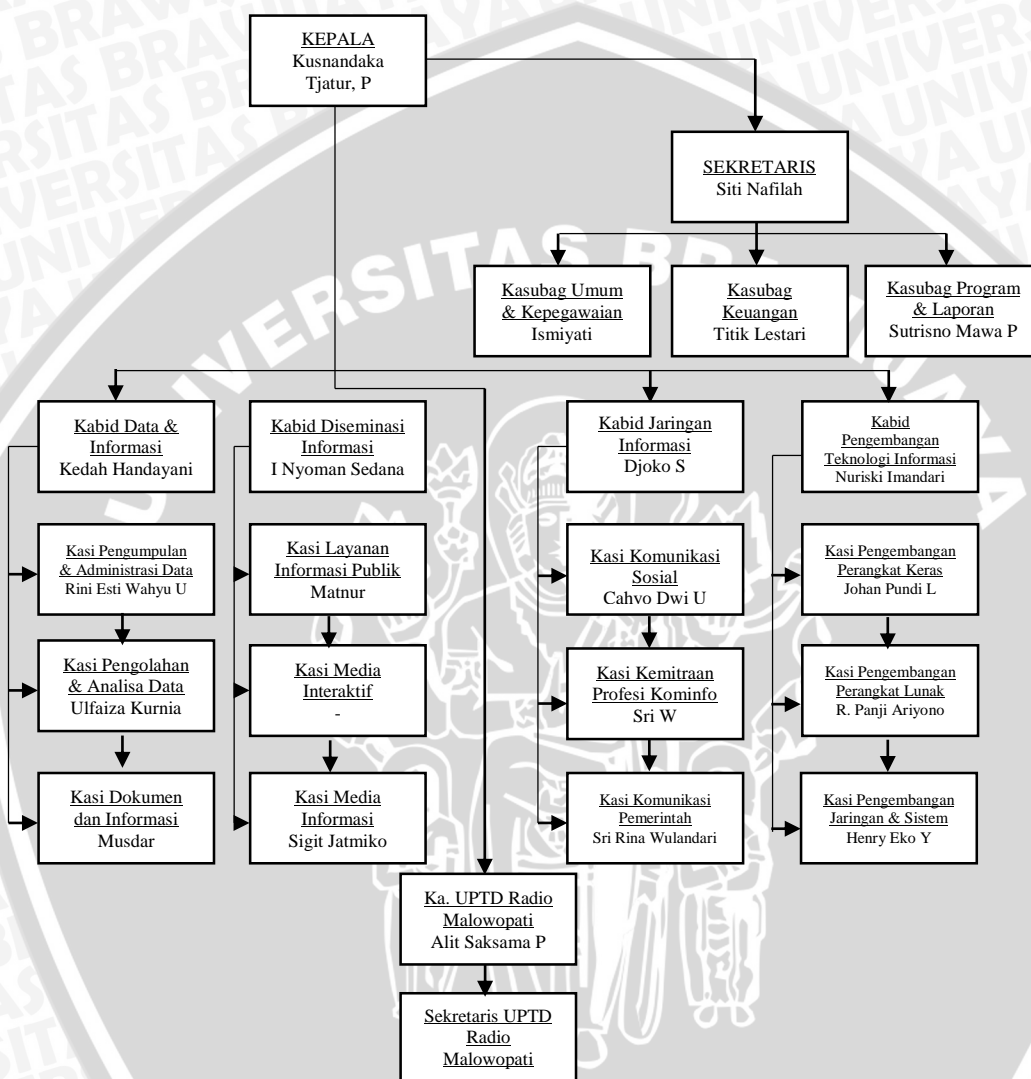 KEPALA
Kusnandaka
Tjatur, P
SEKRETARIS
Siti Nafilah
Kasubag Umum
& Kepegawaian
Ismiyati
Kasubag
Keuangan
Titik Lestari
Kasubag Program
& Laporan
Sutrisno Mawa P
Kabid Data &
Informasi
Kedah Handayani
Kabid Diseminasi
Informasi
I Nyoman Sedana
Kabid Jaringan
Informasi
Djoko S
Kabid
Pengembangan
Teknologi Informasi
Nuriski Imandari
Kasi Pengumpulan
& Administrasi Data
Rini Esti Wahyu U
Kasi Layanan
Informasi Publik
Matnur
Kasi Komunikasi
Sosial
Cahvo Dwi U
Kasi Pengembangan
Perangkat Keras
Johan Pundi L
Kasi Pengolahan
& Analisa Data
Ulfaiza Kurnia
Kasi Media
Interaktif
-
Kasi Kemitraan
Profesi Kominfo
Sri W
Kasi Pengembangan
Perangkat Lunak
R. Panji Ariyono
Kasi Dokumen
dan Informasi
Musdar
Kasi Media
Informasi
Sigit Jatmiko
Kasi Komunikasi
Pemerintah
Sri Rina Wulandari
Kasi Pengembangan
Jaringan & Sistem
Henry Eko Y
Ka. UPTD Radio
Malowopati
Alit Saksama P
Sekretaris UPTD
Radio
Malowopati